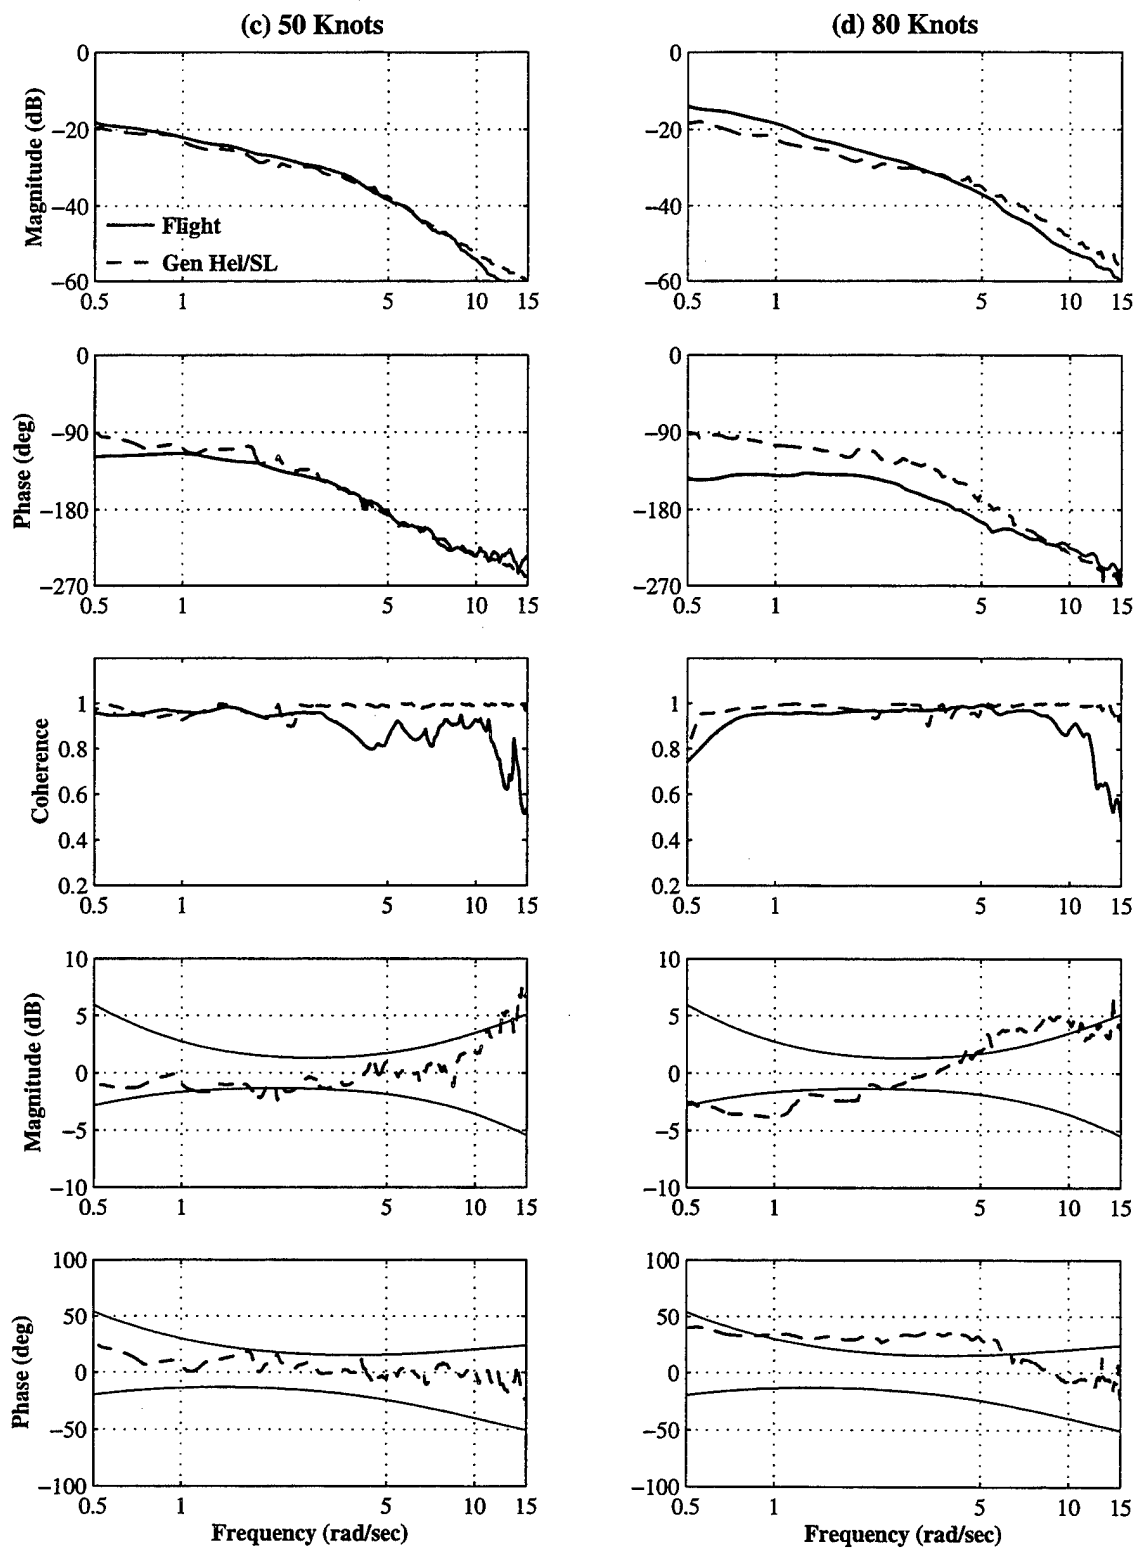 (c) 50 Knots
(d) 80 Knots
Magnitude (dB)
0
−20
−40
−60
Flight
Gen Hel/SL
0.5 1 5 10 15
0
−20
−40
−60
0.5 1 5 10 15
Phase (deg)
0
−90
−180
−270
0.5 1 5 10 15
0
−90
−180
−270
0.5 1 5 10 15
Coherence
1
0.8
0.6
0.4
0.2
0.5 1 5 10 15
1
0.8
0.6
0.4
0.2
0.5 1 5 10 15
Magnitude (dB)
10
5
0
−5
−10
0.5 1 5 10 15
10
5
0
−5
−10
0.5 1 5 10 15
Phase (deg)
100
50
0
−50
−100
0.5 1 5 10 15
Frequency (rad/sec)
100
50
0
−50
−100
0.5 1 5 10 15
Frequency (rad/sec)